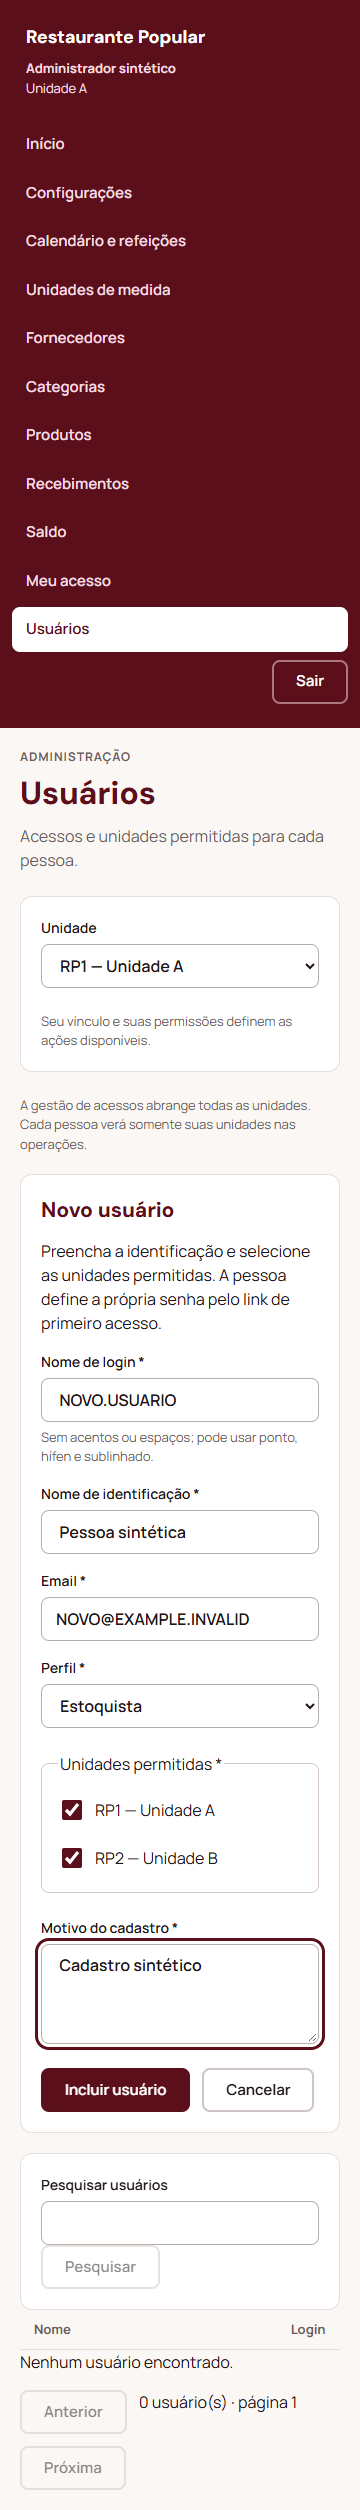 Restaurante Popular
Administrador sintético
Unidade A
Início
Configurações
Calendário e refeições
Unidades de medida
Fornecedores
Categorias
Produtos
Recebimentos
Saldo
Meu acesso
Usuários
Sair
ADMINISTRAÇÃO
Usuários
Acessos e unidades permitidas para cada
pessoa.
Unidade
RP1 — Unidade A
Seu vínculo e suas permissões definem as
ações disponíveis.
A gestão de acessos abrange todas as unidades.
Cada pessoa verá somente suas unidades nas
operações.
Novo usuário
Preencha a identificação e selecione
as unidades permitidas. A pessoa
define a própria senha pelo link de
primeiro acesso.
Nome de login *
NOVO.USUARIO
Sem acentos ou espaços; pode usar ponto,
hífen e sublinhado.
Nome de identificação *
Pessoa sintética
Email *
NOVO@EXAMPLE.INVALID
Perfil *
Estoquista
Unidades permitidas *
RP1 — Unidade A
RP2 — Unidade B
Motivo do cadastro *
Cadastro sintético
Incluir usuário Cancelar
Pesquisar usuários
Pesquisar
Nome Login
Nenhum usuário encontrado.
Anterior 0 usuário(s) · página 1
Próxima